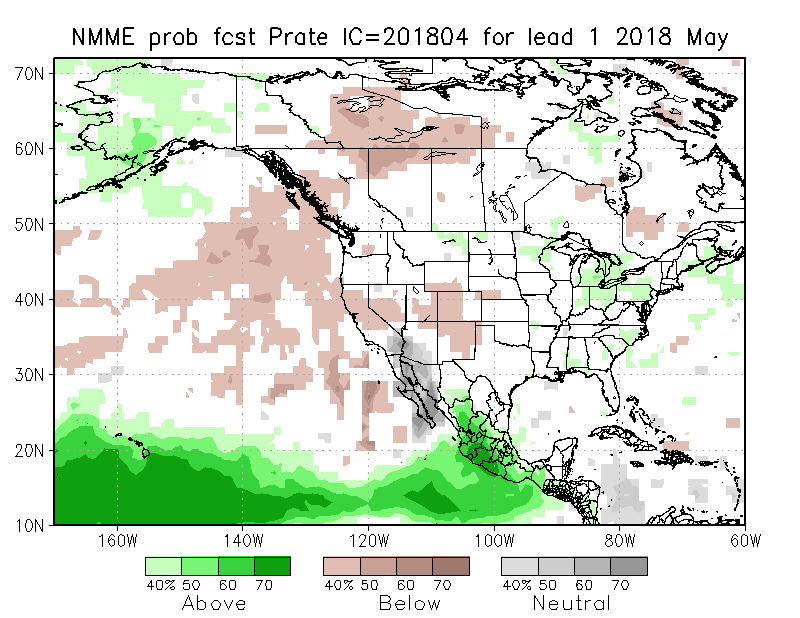 NMME prob fcst Prate IC=201804 for lead 1 2018 May
70N
60N
50N
40N
30N
20N
10N
160W 140W 120W 100W 80W 60W
40% 50 60 70 40% 50 60 70 40% 50 60 70
Above Below Neutral